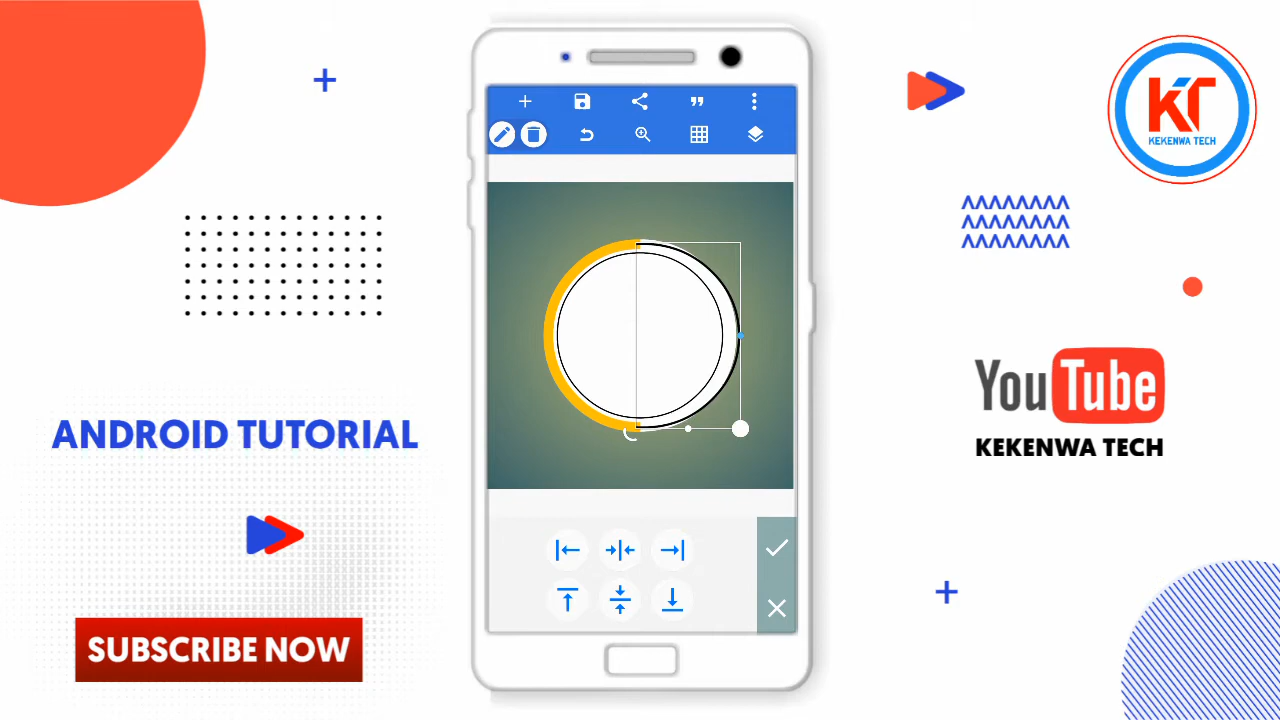 KT
KEKENWA TECH
ANDROID TUTORIAL
YouTube
KEKENWA TECH
SUBSCRIBE NOW